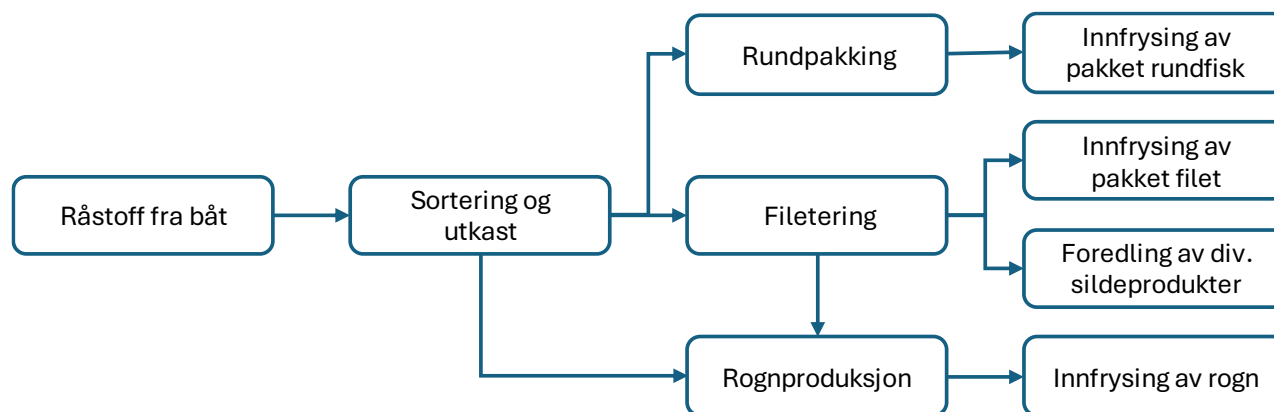 Råstoff fra båt
Sortering og
utkast
Rundpakking
Innfrysing av
pakket rundfisk
Filetering
Innfrysing av
pakket filet
Foredling av div.
sildeprodukter
Rognproduksjon
Innfrysing av rogn